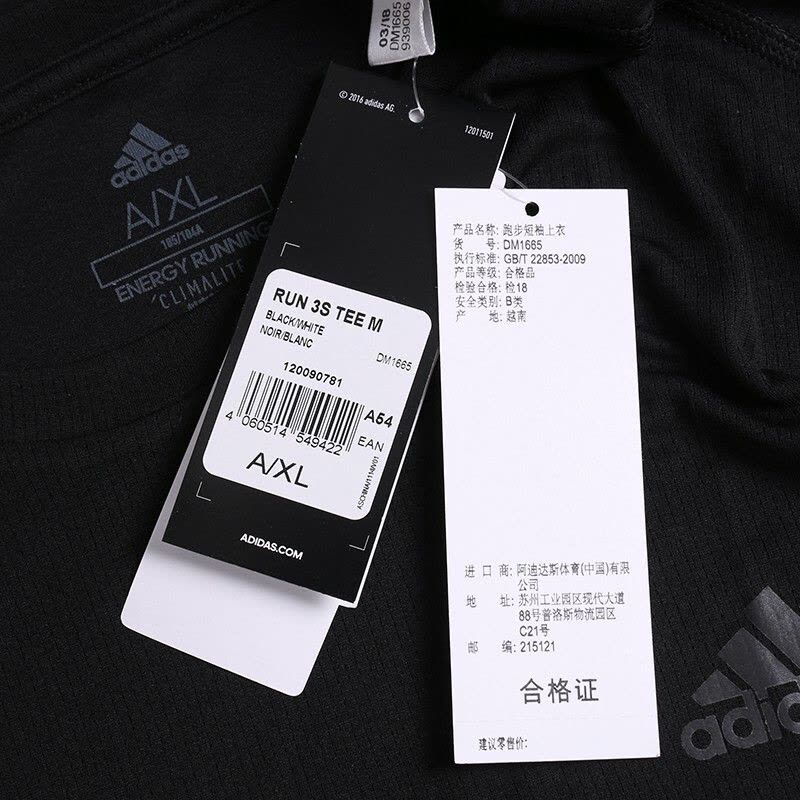 03/18
DM1665
939006
© 2016 adidas AG.
12011501
adidas
A/XL
185/104A
ENERGY RUNNING
CLIMALITE
RUN 3S TEE M
BLACK/WHITE
NOIR/BLANC
DM1665
120090781
A54
4 060514 549422
EAN
A/XL
ADIDAS.COM
产品名称: 跑步短袖上衣
货 号: DM1665
执行标准: GB/T 22853-2009
产品等级: 合格品
检验合格: 检18
安全类别: B类
产 地: 越南
进 口 商: 阿迪达斯体育(中国)有限
公司
地 址: 苏州工业园区现代大道
88号普洛斯物流园区
C21号
邮 编: 215121
合格证
建议零售价:
adidas